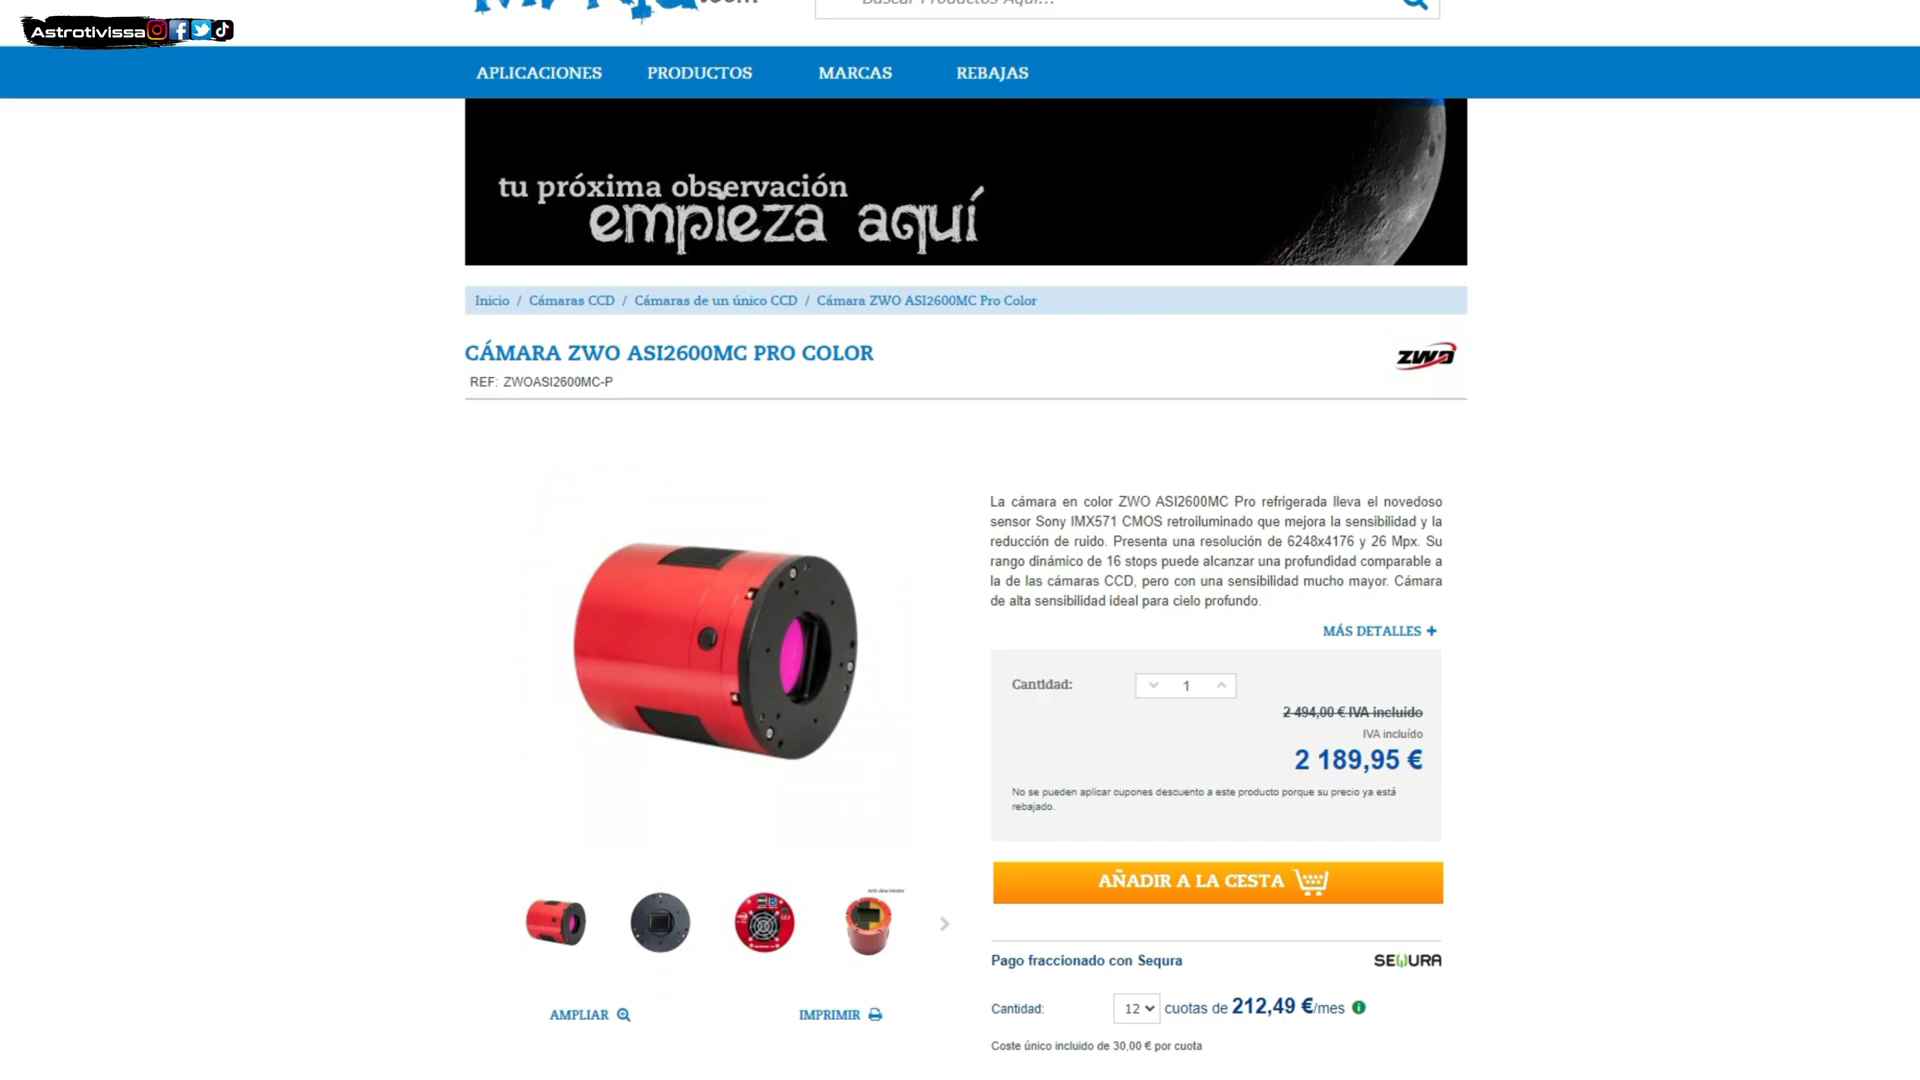 Buscar Productos Aquí...
Astrotivissa
APLICACIONES PRODUCTOS MARCAS REBAJAS
tu próxima observación
empieza aquí
Inicio / Cámaras CCD / Cámaras de un único CCD / Cámara ZWO ASI2600MC Pro Color
CÁMARA ZWO ASI2600MC PRO COLOR
ZWO
REF: ZWOASI2600MC-P
La cámara en color ZWO ASI2600MC Pro refrigerada lleva el novedoso
sensor Sony IMX571 CMOS retroiluminado que mejora la sensibilidad y la
reducción de ruido. Presenta una resolución de 6248x4176 y 26 Mpx. Su
rango dinámico de 16 stops puede alcanzar una profundidad comparable a
la de las cámaras CCD, pero con una sensibilidad mucho mayor. Cámara
de alta sensibilidad ideal para cielo profundo.
MÁS DETALLES +
Cantidad: 1
2 494,00 € IVA incluido
IVA incluído
2 189,95 €
No se pueden aplicar cupones descuento a este producto porque su precio ya está
rebajado.
AÑADIR A LA CESTA
Pago fraccionado con Sequra SEQURA
Cantidad: 12 cuotas de 212,49 €/mes
Coste único incluido de 30,00 € por cuota
AMPLIAR IMPRIMIR